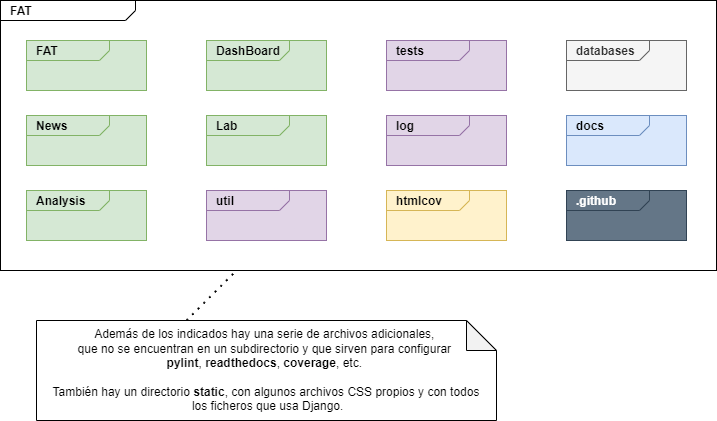 FAT
FAT
DashBoard
tests
databases
News
Lab
log
docs
Analysis
util
htmlcov
.github
Además de los indicados hay una serie de archivos adicionales,
que no se encuentran en un subdirectorio y que sirven para configurar
pylint, readthedocs, coverage, etc.
También hay un directorio static, con algunos archivos CSS propios y con todos
los ficheros que usa Django.